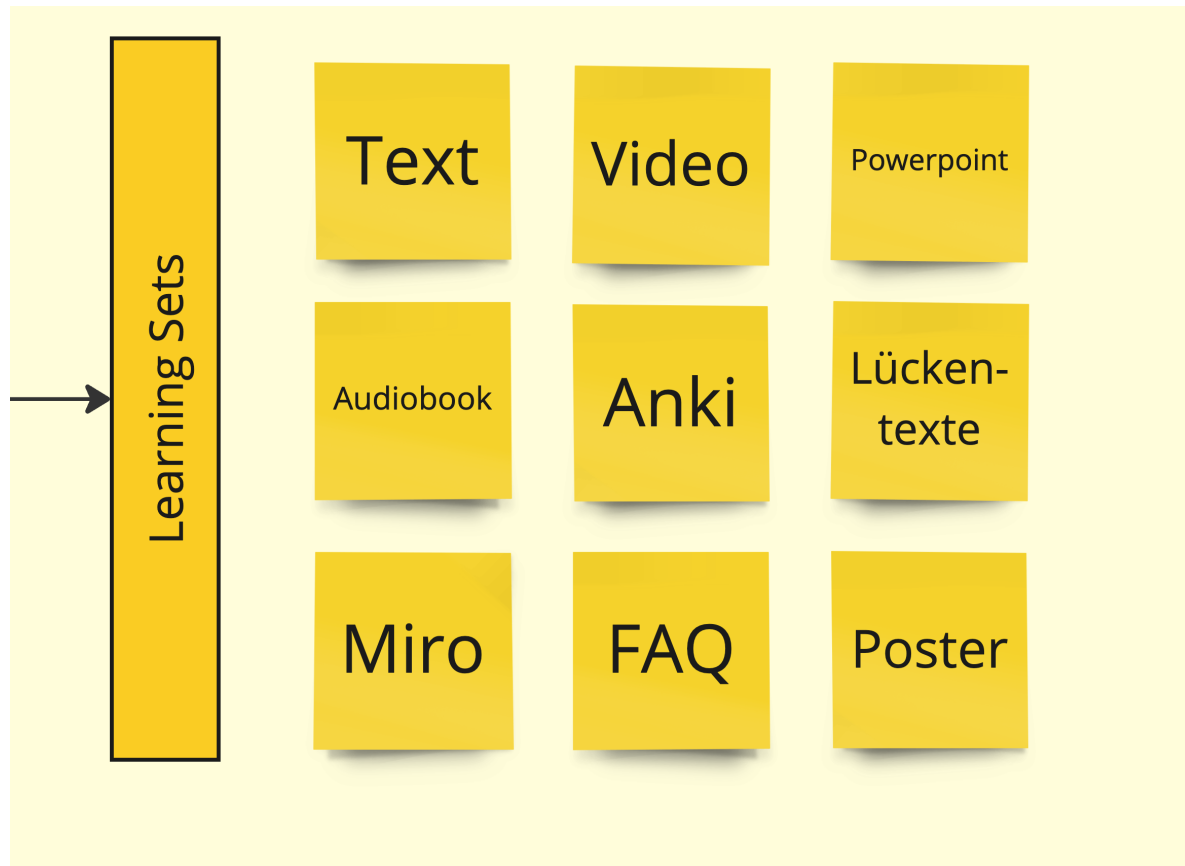 Learning Sets
Text
Video
Powerpoint
Audiobook
Anki
Lücken-
texte
Miro
FAQ
Poster